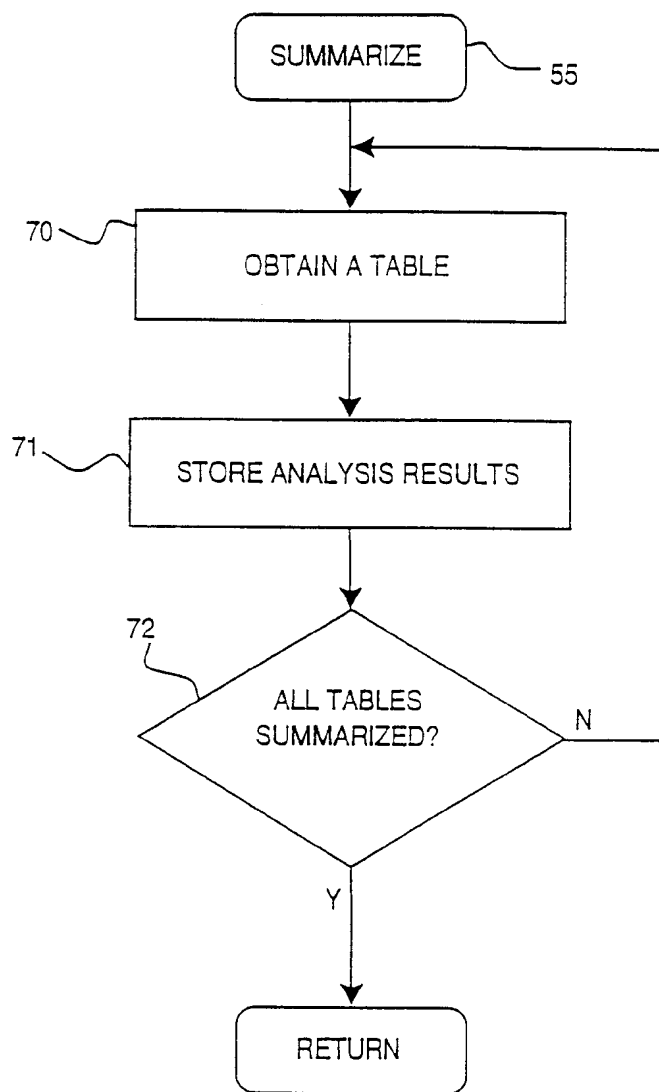 SUMMARIZE
55
70
OBTAIN A TABLE
71
STORE ANALYSIS RESULTS
72
ALL TABLES
SUMMARIZED?
N
Y
RETURN